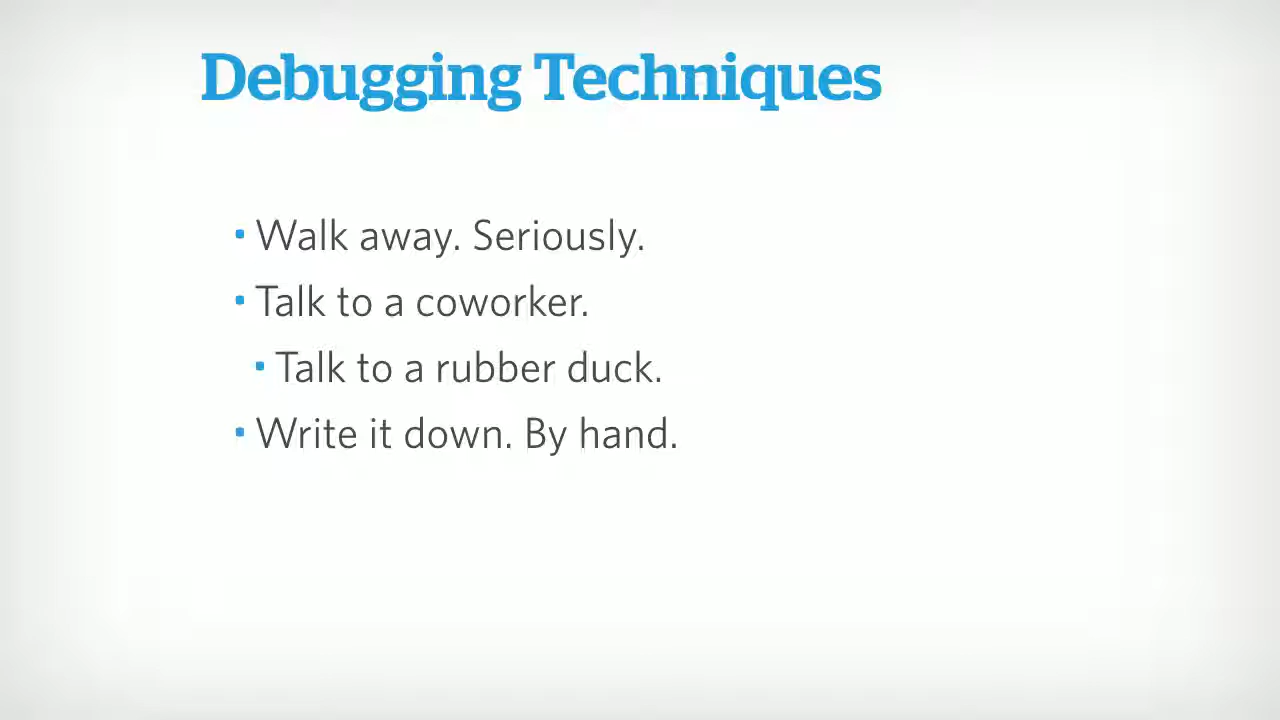 Debugging Techniques
• Walk away. Seriously.
• Talk to a coworker.
• Talk to a rubber duck.
• Write it down. By hand.